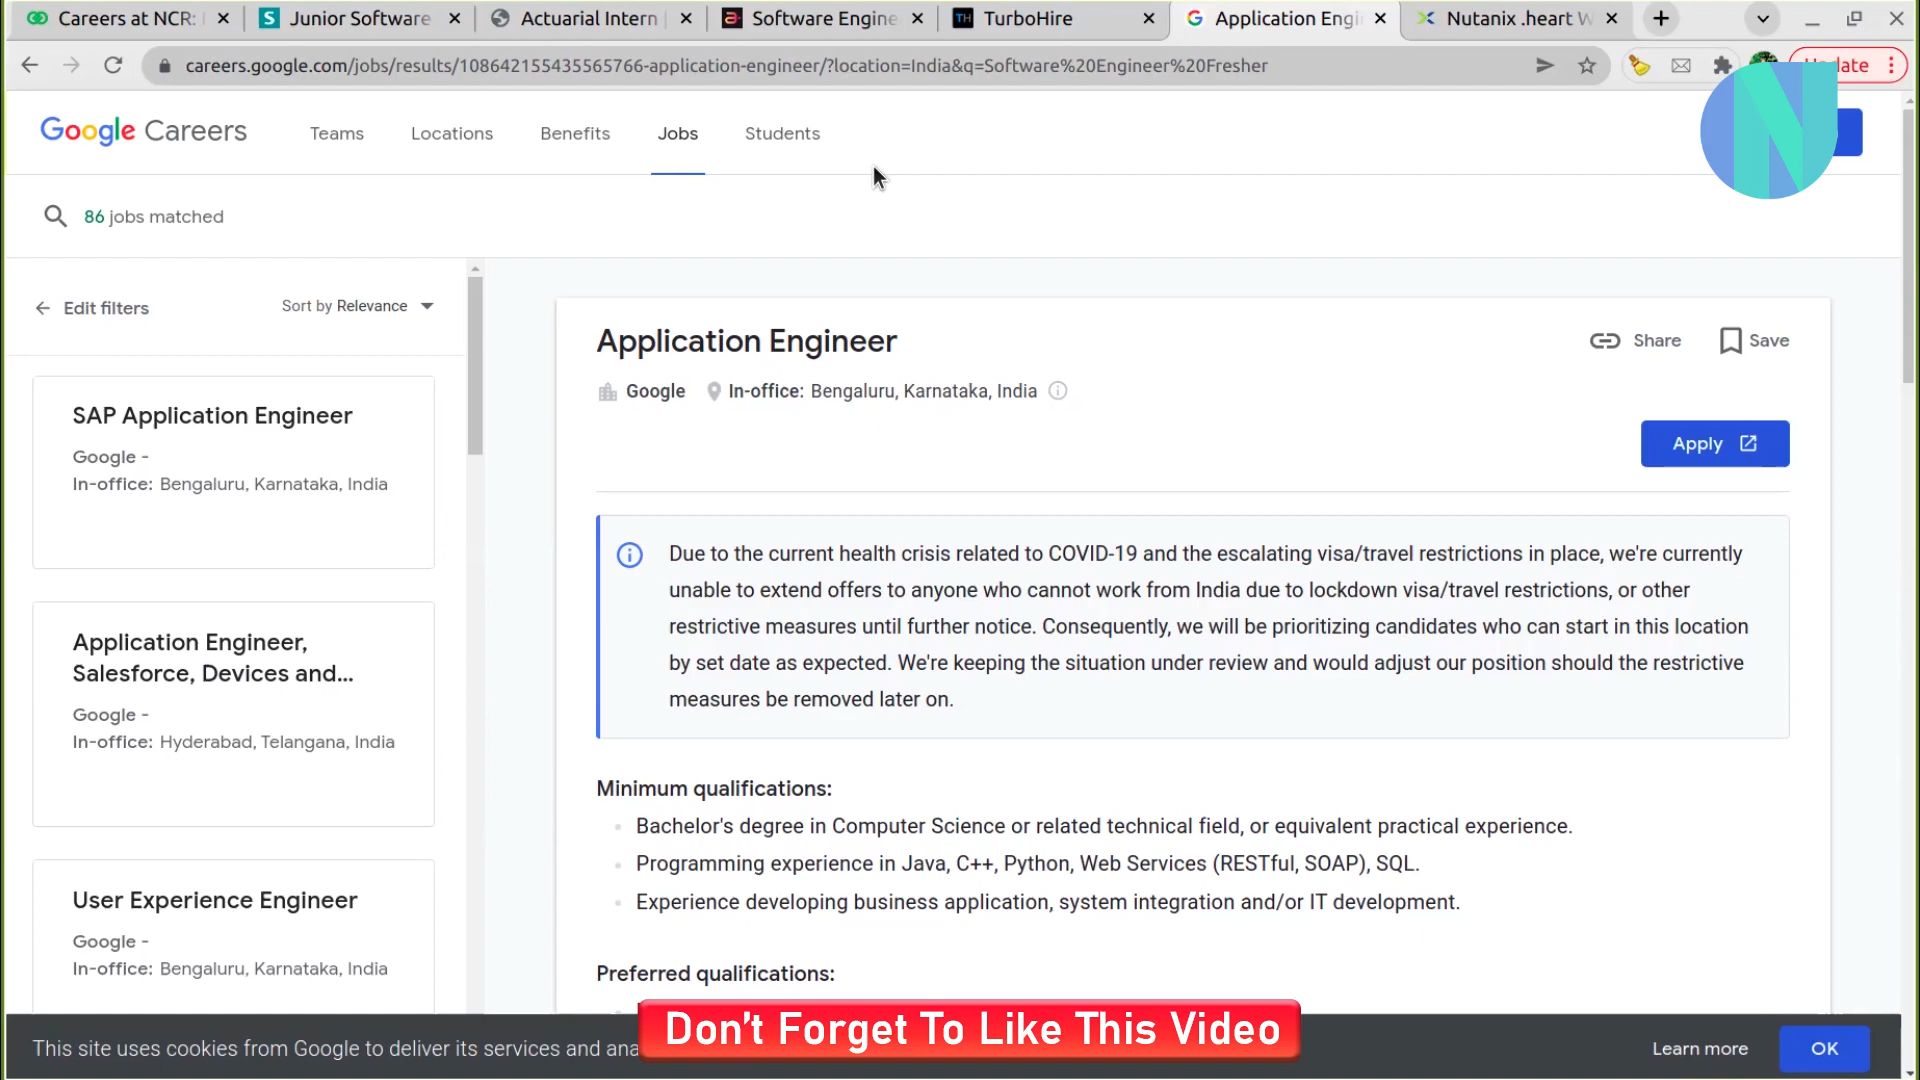 Careers at NCR:
Junior Software
Actuarial Intern
Software Engine
TurboHire
Application Engi
Nutanix .heart W
careers.google.com/jobs/results/108642155435565766-application-engineer/?location=India&q=Software%20Engineer%20Fresher
Google Careers
Teams
Locations
Benefits
Jobs
Students
86 jobs matched
Edit filters
Sort by Relevance
SAP Application Engineer
Google -
In-office: Bengaluru, Karnataka, India
Application Engineer,
Salesforce, Devices and...
Google -
In-office: Hyderabad, Telangana, India
User Experience Engineer
Google -
In-office: Bengaluru, Karnataka, India
Application Engineer
Share
Save
Google
In-office: Bengaluru, Karnataka, India
Apply
Due to the current health crisis related to COVID-19 and the escalating visa/travel restrictions in place, we're currently
unable to extend offers to anyone who cannot work from India due to lockdown visa/travel restrictions, or other
restrictive measures until further notice. Consequently, we will be prioritizing candidates who can start in this location
by set date as expected. We're keeping the situation under review and would adjust our position should the restrictive
measures be removed later on.
Minimum qualifications:
Bachelor's degree in Computer Science or related technical field, or equivalent practical experience.
Programming experience in Java, C++, Python, Web Services (RESTful, SOAP), SQL.
Experience developing business application, system integration and/or IT development.
Preferred qualifications:
Don't Forget To Like This Video
This site uses cookies from Google to deliver its services and ana
Learn more
OK